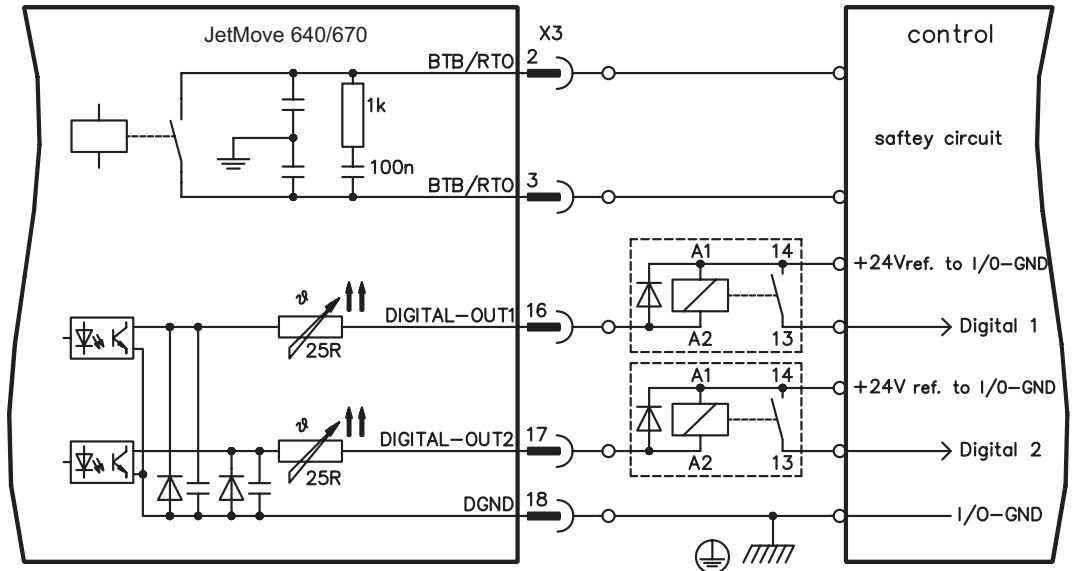 JetMove 640/670
X3
control
BTB/RTO
2
1k
100n
saftey circuit
BTB/RTO
3
A1
14
+24Vref. to I/O-GND
ϑ
DIGITAL-OUT1
16
25R
A2
13
Digital 1
A1
14
+24V ref. to I/O-GND
ϑ
DIGITAL-OUT2
17
25R
A2
13
Digital 2
DGND
18
I/O-GND